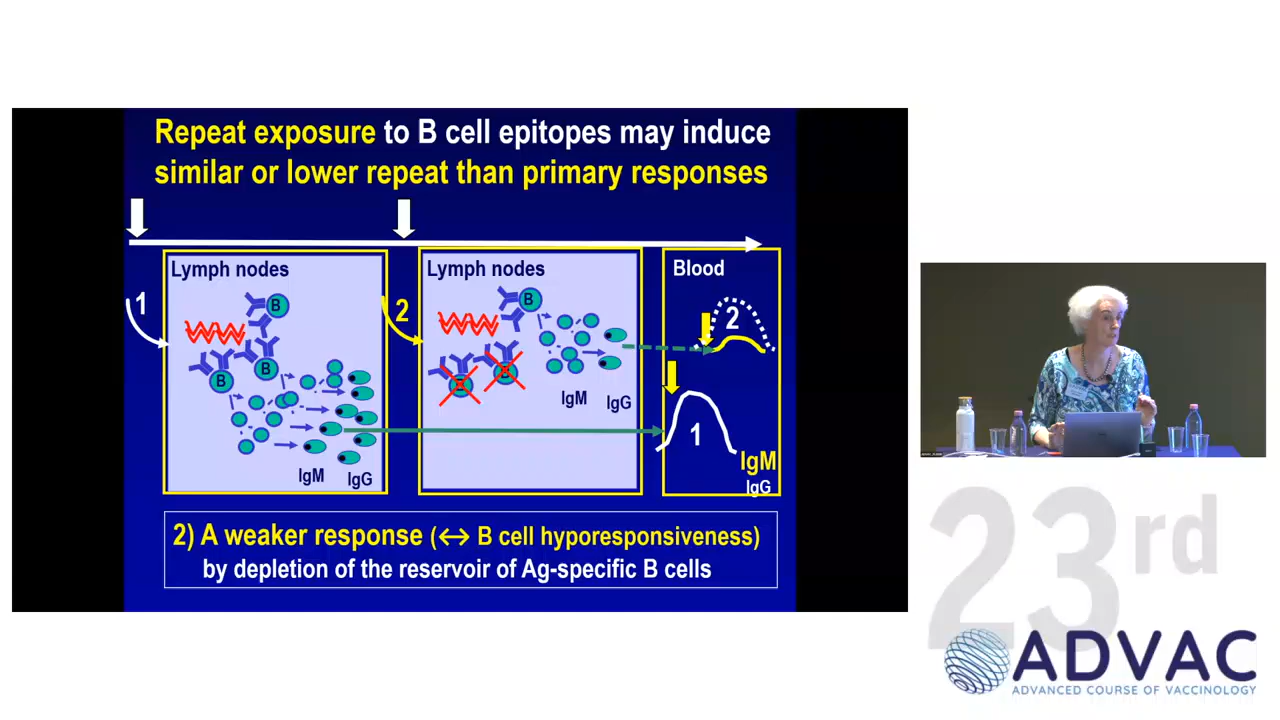 Repeat exposure to B cell epitopes may induce
similar or lower repeat than primary responses
Lymph nodes
Lymph nodes
Blood
1
2
2
1
B
B
B
B
IgM
IgG
IgM
IgG
IgM
IgG
2) A weaker response (↔ B cell hyporesponsiveness)
by depletion of the reservoir of Ag-specific B cells
23rd
ADVAC
ADVANCED COURSE OF VACCINOLOGY